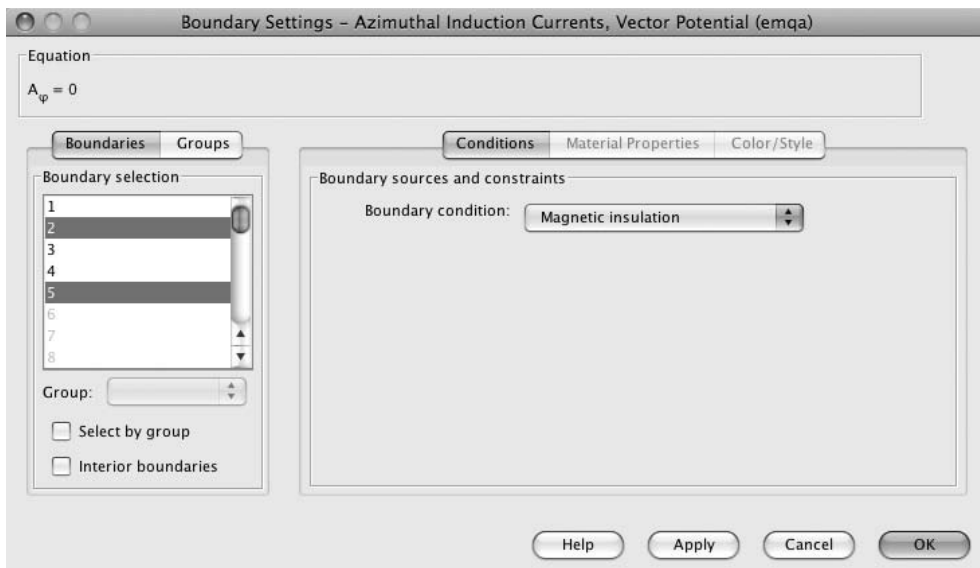 Boundary Settings – Azimuthal Induction Currents, Vector Potential (emqa)
Equation
Aφ = 0
Boundaries Groups
Boundary selection
1
2
3
4
5
6
7
8
Group:
Select by group
Interior boundaries
Conditions Material Properties Color/Style
Boundary sources and constraints
Boundary condition: Magnetic insulation
Help Apply Cancel OK